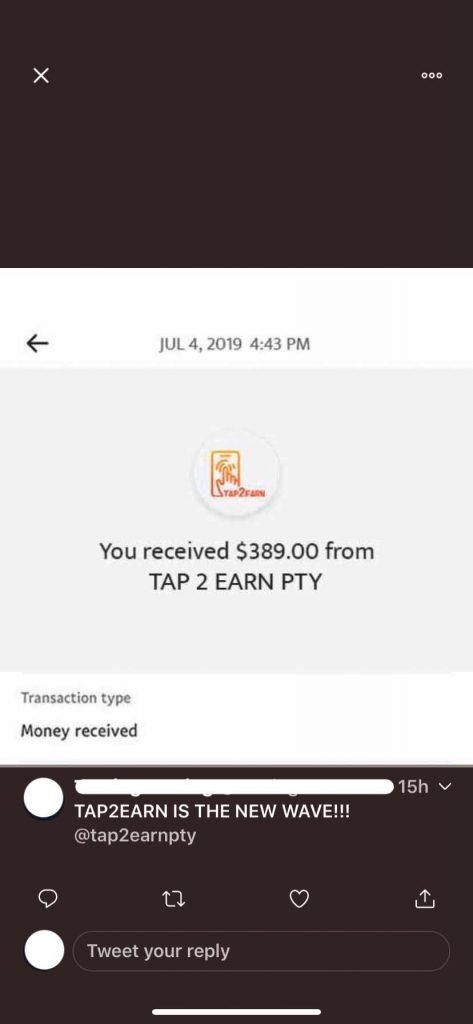 JUL 4, 2019 4:43 PM
TAP2EARN
You received $389.00 from
TAP 2 EARN PTY
Transaction type
Money received
15h
TAP2EARN IS THE NEW WAVE!!!
@tap2earnpty
Tweet your reply